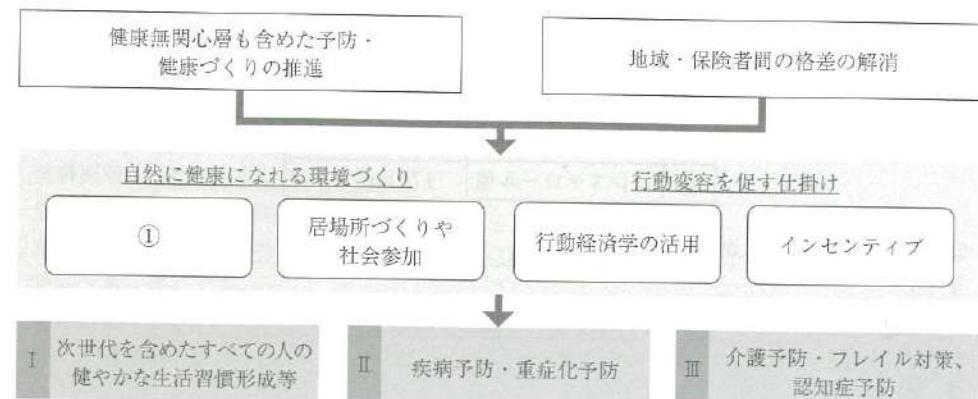 健康無関心層も含めた予防・
健康づくりの推進
地域・保険者間の格差の解消
自然に健康になれる環境づくり
行動変容を促す仕掛け
①
居場所づくりや
社会参加
行動経済学の活用
インセンティブ
Ⅰ
次世代を含めたすべての人の
健やかな生活習慣形成等
Ⅱ
疾病予防・重症化予防
Ⅲ
介護予防・フレイル対策、
認知症予防